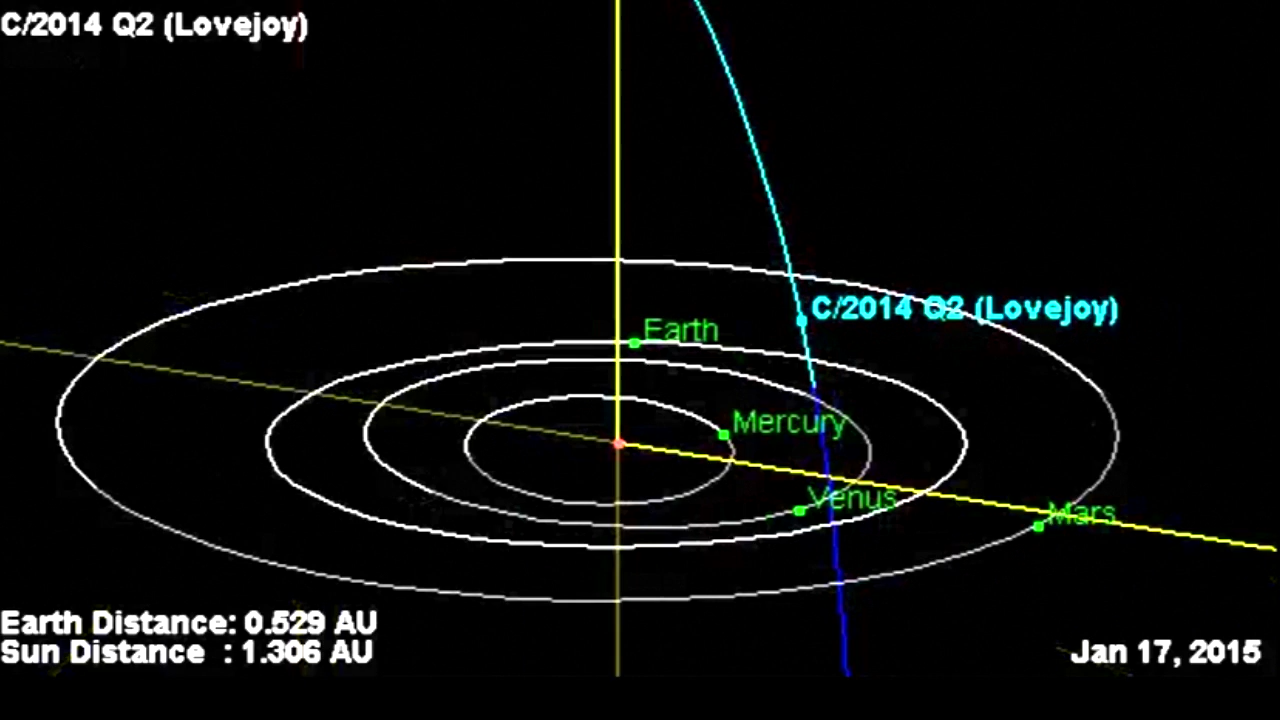 C/2014 Q2 (Lovejoy)
C/2014 Q2 (Lovejoy)
Earth
Mercury
Venus
Mars
Earth Distance: 0.529 AU
Sun Distance : 1.306 AU
Jan 17, 2015